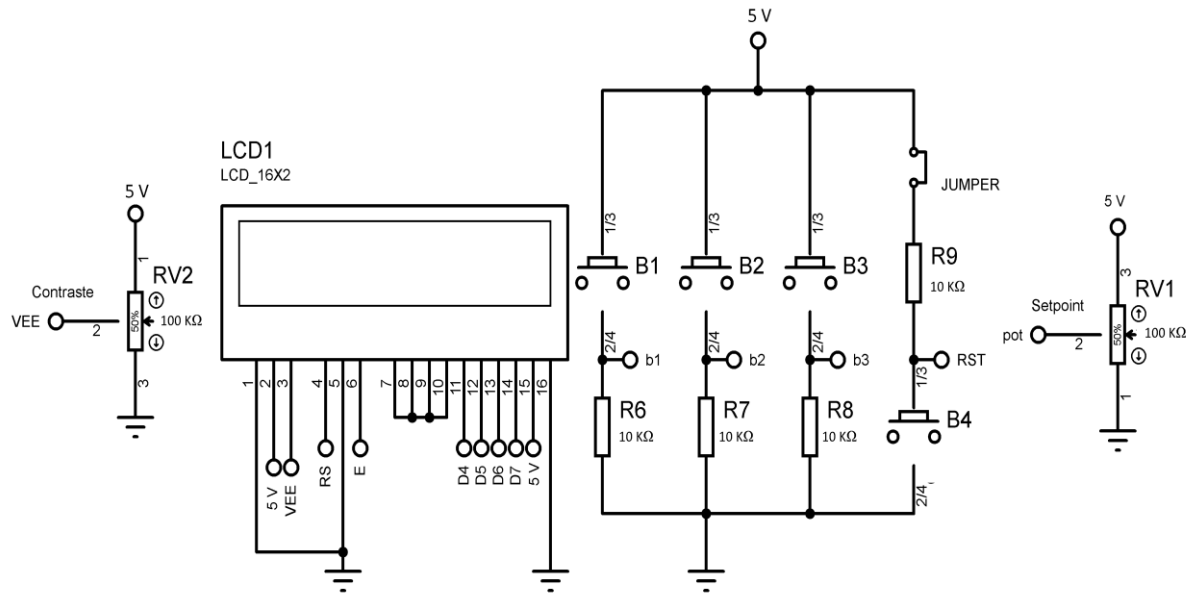 5 V
LCD1
LCD_16X2
5 V
1
RV2
Contraste
VEE
2
50%
100 KΩ
3
1
2
3
4
5
6
7
8
9
10
11
12
13
14
15
16
5 V
VEE
RS
E
D4
D5
D6
D7
5 V
1/3
B1
2/4
b1
R6
10 KΩ
1/3
B2
2/4
b2
R7
10 KΩ
1/3
B3
2/4
b3
R8
10 KΩ
JUMPER
R9
10 KΩ
RST
1/3
B4
2/4
5 V
3
RV1
Setpoint
pot
2
50%
100 KΩ
1